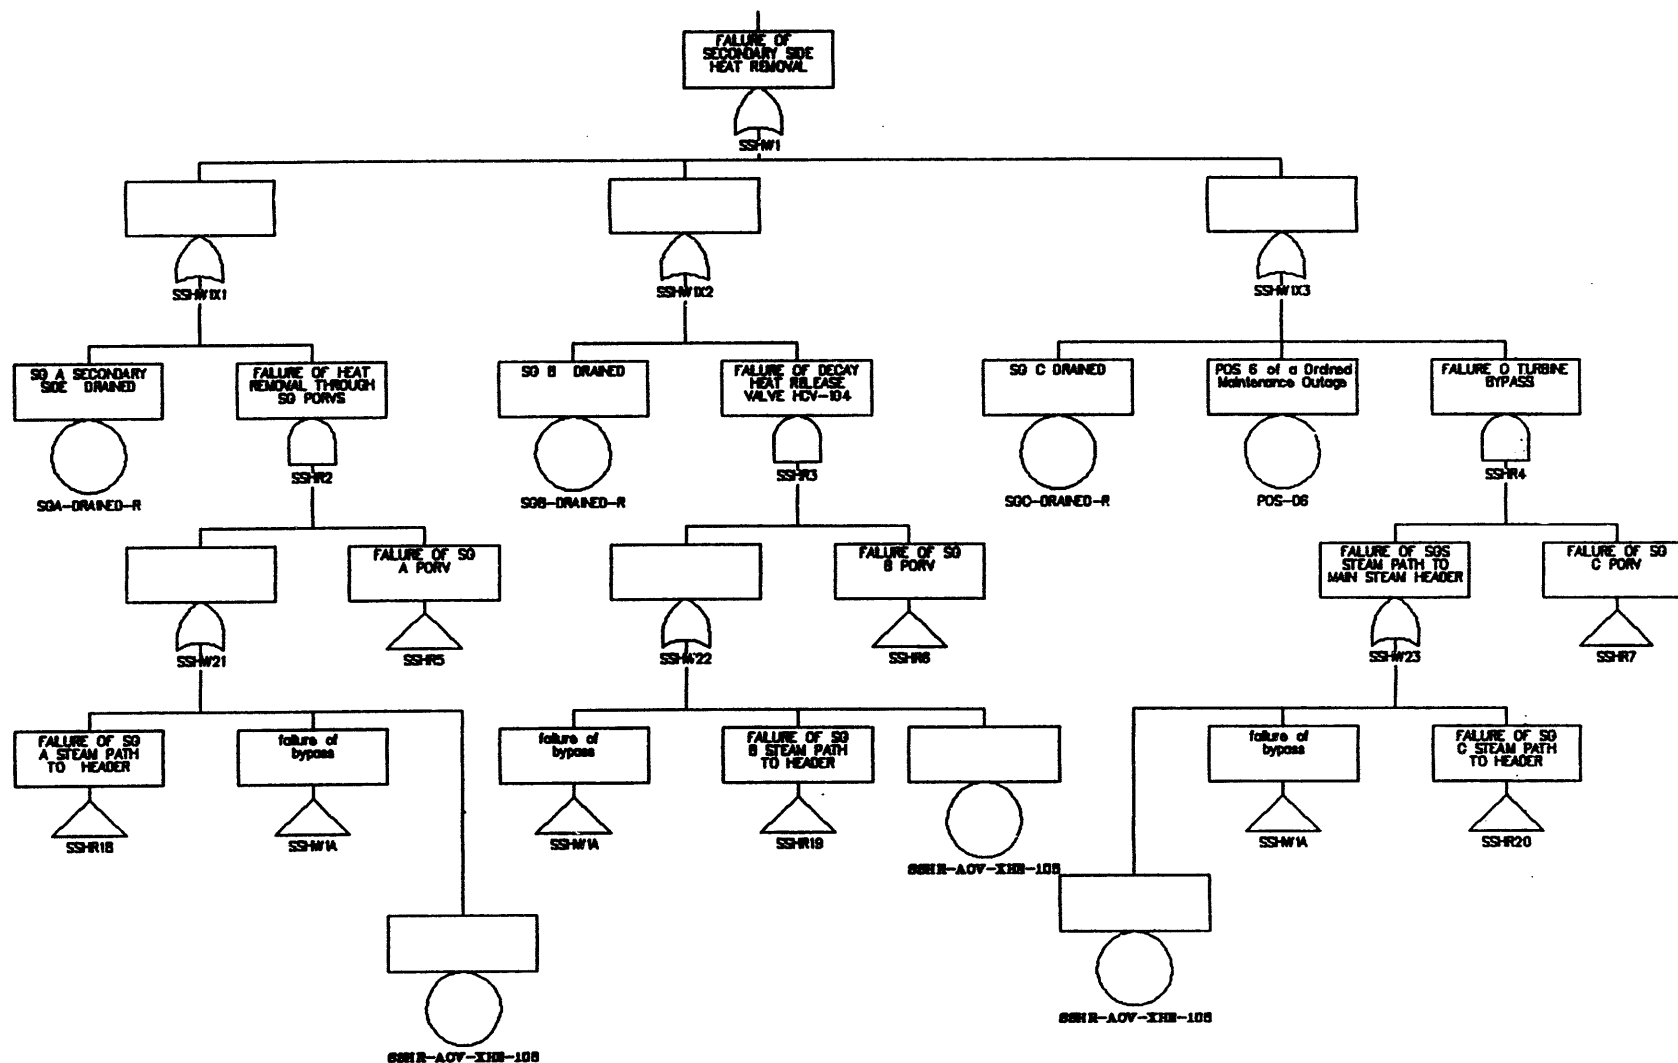 FAILURE OF
SECONDARY SIDE
HEAT REMOVAL
SSHW1
SSHW1X1
SSHW1X2
SSHW1X3
SG A SECONDARY
SIDE DRAINED
SGA-DRAINED-R
FAILURE OF HEAT
REMOVAL THROUGH
SG PORVS
SSHR2
SG B DRAINED
SGB-DRAINED-R
FAILURE OF DECAY
HEAT RELEASE
VALVE HCV-104
SSHR3
SG C DRAINED
SGC-DRAINED-R
POS 6 of a Drained
Maintenance Outage
POS-D6
FAILURE O TURBINE
BYPASS
SSHR4
SSHW21
FAILURE OF SG
A PORV
SSHR5
SSHW22
FAILURE OF SG
B PORV
SSHR6
FAILURE OF SGS
STEAM PATH TO
MAIN STEAM HEADER
SSHW23
FAILURE OF SG
C PORV
SSHR7
FAILURE OF SG
A STEAM PATH
TO HEADER
SSHR18
failure of
bypass
SSHW1A
failure of
bypass
SSHW1A
FAILURE OF SG
B STEAM PATH
TO HEADER
SSHR19
SSHR-AOV-XHE-105
failure of
bypass
SSHW1A
FAILURE OF SG
C STEAM PATH
TO HEADER
SSHR20
SSHR-AOV-XHE-105
SSHR-AOV-XHE-105